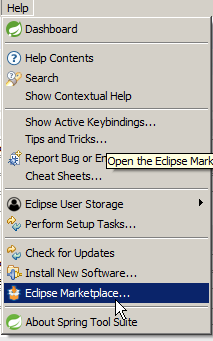 Help
Dashboard
Help Contents
Search
Show Contextual Help
Show Active Keybindings...
Tips and Tricks...
Report Bug or En
Open the Eclipse Mark
Cheat Sheets...
Eclipse User Storage
Perform Setup Tasks...
Check for Updates
Install New Software...
Eclipse Marketplace...
About Spring Tool Suite